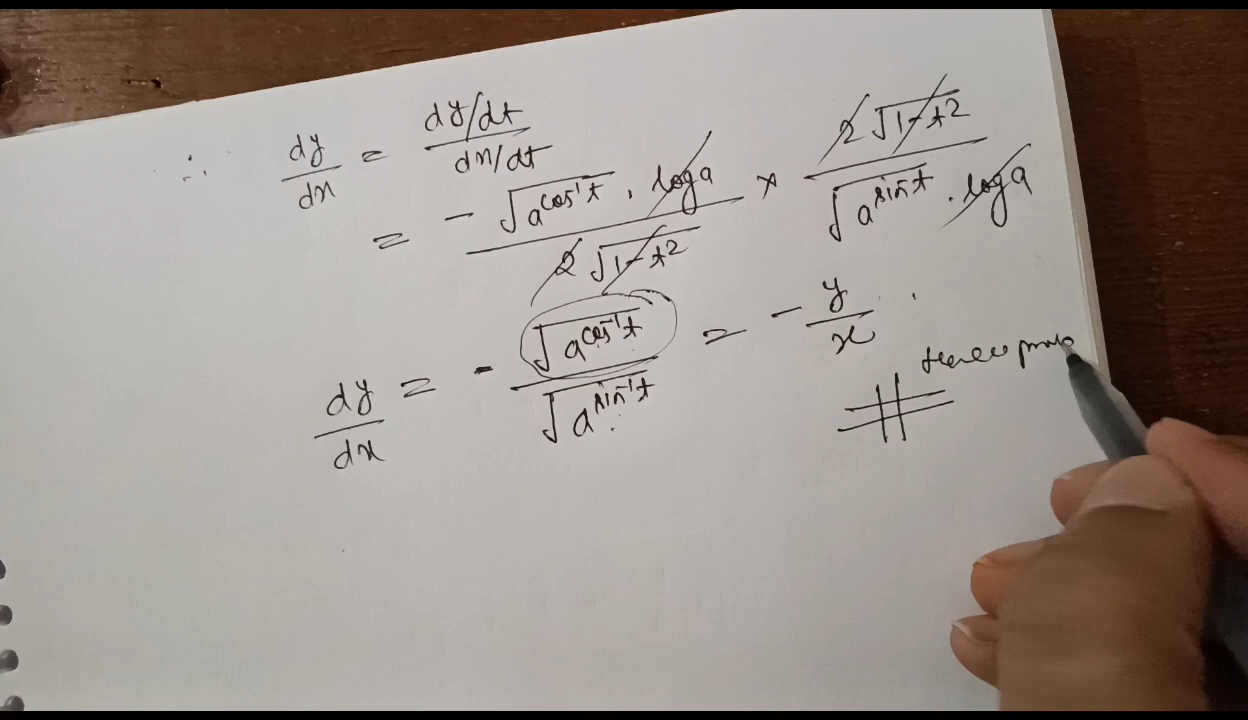 ∴ dy/dx = (dy/dt)/(dx/dt)
= (-√(a^(cos⁻¹t)) . log a)/(2√(1-t²)) × (2√(1-t²))/(√(a^(sin⁻¹t)) . log a)
dy/dx = - √(a^(cos⁻¹t))/√(a^(sin⁻¹t)) = - y/x .
Hence